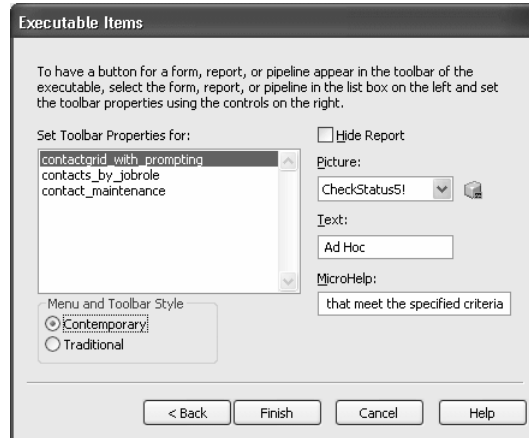 Executable Items
To have a button for a form, report, or pipeline appear in the toolbar of the
executable, select the form, report, or pipeline in the list box on the left and set
the toolbar properties using the controls on the right.
Set Toolbar Properties for:
contactgrid_with_prompting
contacts_by_jobrole
contact_maintenance
Menu and Toolbar Style
Contemporary
Traditional
Hide Report
Picture:
CheckStatus5!
Text:
Ad Hoc
MicroHelp:
that meet the specified criteria
< Back
Finish
Cancel
Help